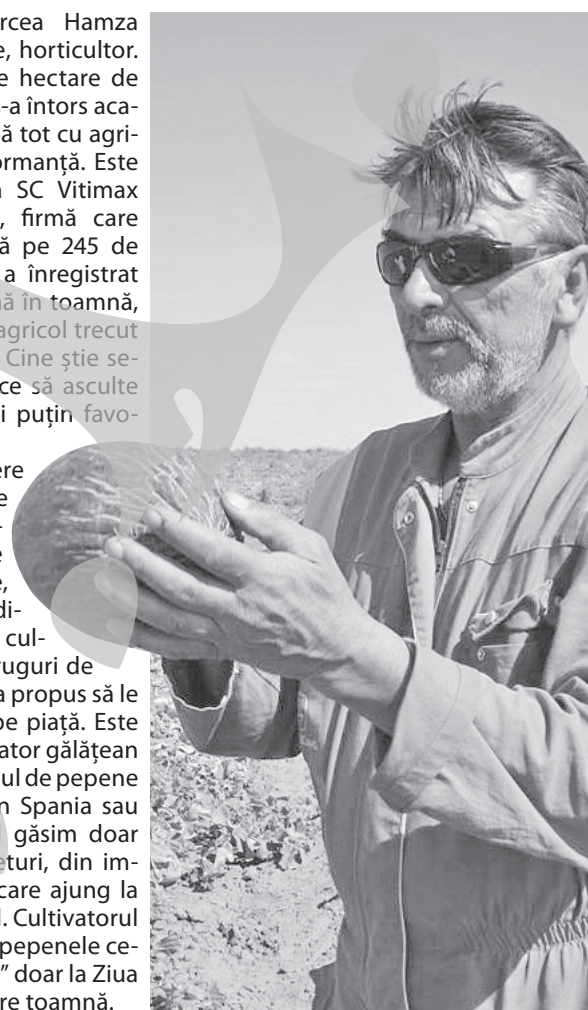 rcea Hamza
e, horticultor.
e hectare de
s-a întors aca-
ă tot cu agri-
ormanță. Este
SC Vitimax
, firmă care
ă pe 245 de
a înregistrat
nă în toamnă,
agricol trecut
Cine știe se-
ce să asculte
i puțin favo-
ere
e
-
e
e,
di-
cul-
ruguri de
a propus să le
pe piață. Este
ator gălățean
ul de pepene
n Spania sau
găsim doar
eturi, din im-
care ajung la
l. Cultivatorul
pepenele ce-
” doar la Ziua
re toamnă.